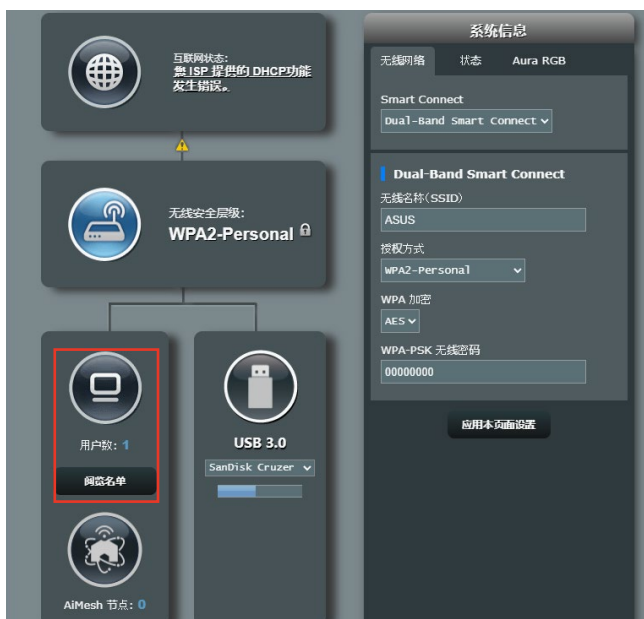 互联网状态:
您 ISP 提供的 DHCP功能
发生错误。
无线安全层级:
WPA2-Personal
用户数: 1
阅览名单
USB 3.0
SanDisk Cruzer
AiMesh 节点: 0
系统信息
无线网络
状态
Aura RGB
Smart Connect
Dual-Band Smart Connect
Dual-Band Smart Connect
无线名称(SSID)
ASUS
授权方式
WPA2-Personal
WPA 加密
AES
WPA-PSK 无线密码
00000000
应用本页面设置